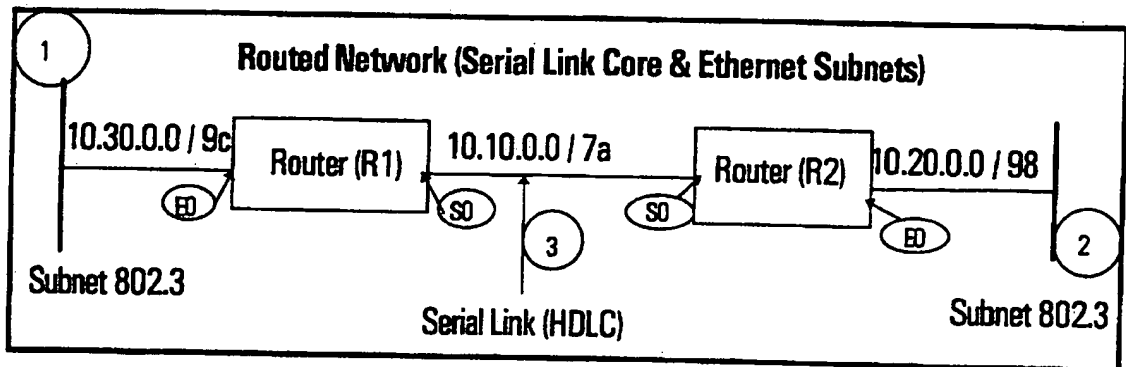 1
Routed Network (Serial Link Core & Ethernet Subnets)
10.30.0.0 / 9c
Router (R1)
10.10.0.0 / 7a
Router (R2)
10.20.0.0 / 98
E0
S0
S0
E0
3
2
Subnet 802.3
Serial Link (HDLC)
Subnet 802.3